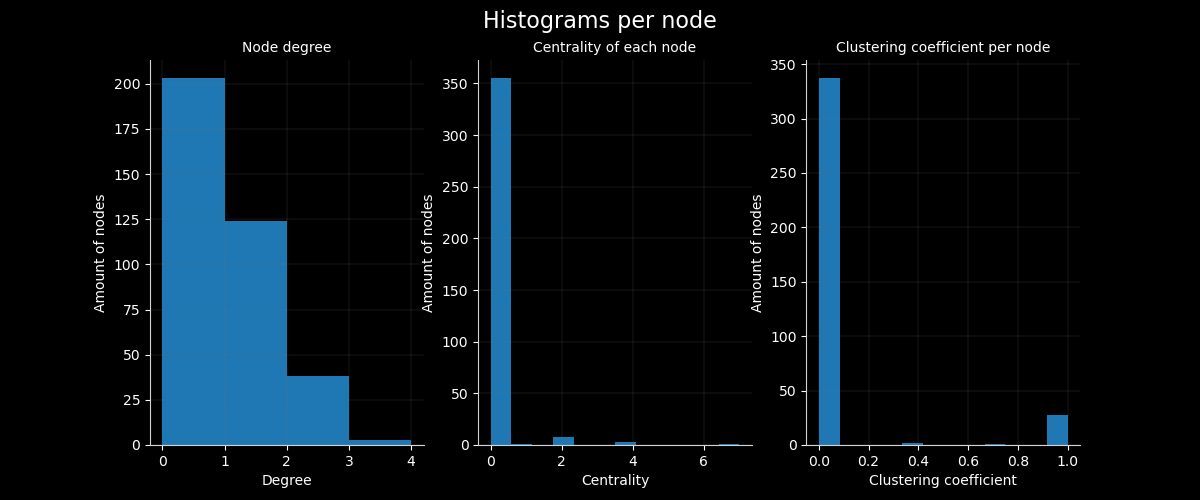 Histograms per node
Node degree
Amount of nodes
200
175
150
125
100
75
50
25
0
0 1 2 3 4
Degree
Centrality of each node
Amount of nodes
350
300
250
200
150
100
50
0
0 2 4 6
Centrality
Clustering coefficient per node
Amount of nodes
350
300
250
200
150
100
50
0
0.0 0.2 0.4 0.6 0.8 1.0
Clustering coefficient